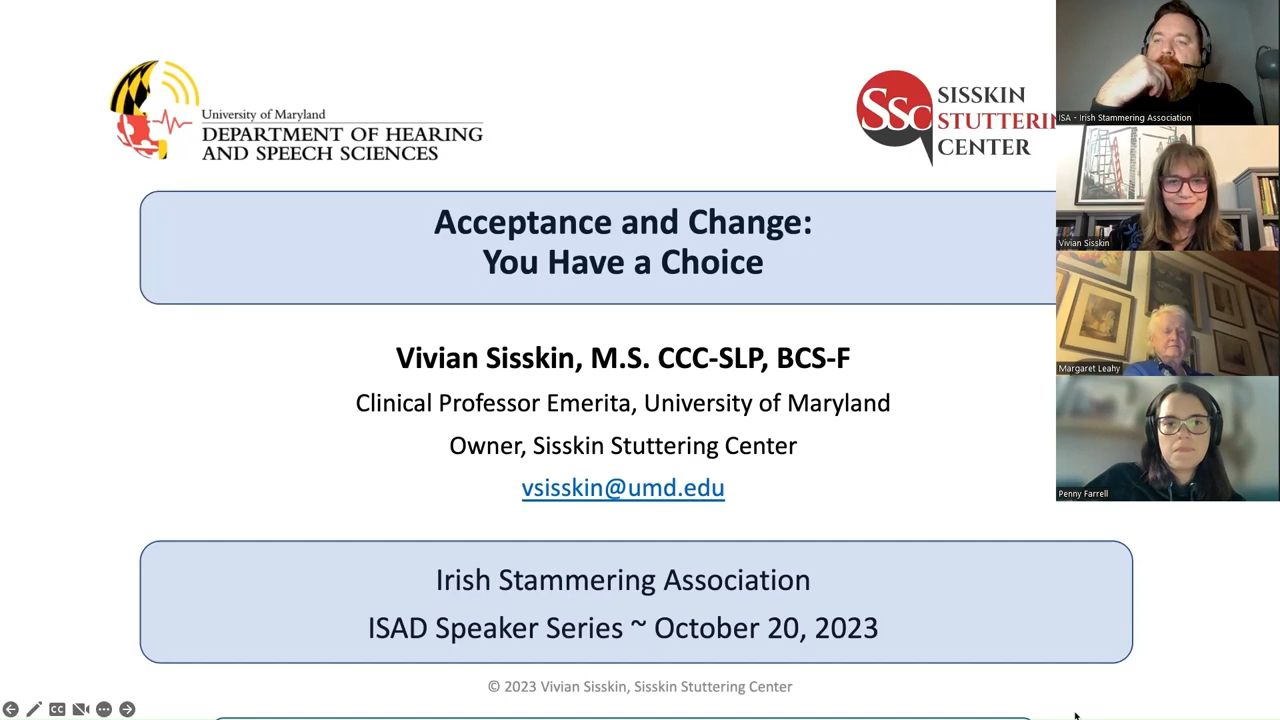 University of Maryland
DEPARTMENT OF HEARING
AND SPEECH SCIENCES
SSC
SISSKIN
STUTTERIN
CENTER
Acceptance and Change:
You Have a Choice
Vivian Sisskin, M.S. CCC-SLP, BCS-F
Clinical Professor Emerita, University of Maryland
Owner, Sisskin Stuttering Center
vsisskin@umd.edu
Irish Stammering Association
ISAD Speaker Series ~ October 20, 2023
© 2023 Vivian Sisskin, Sisskin Stuttering Center
ISA - Irish Stammering Association
Vivian Sisskin
Margaret Leahy
Penny Farrell
CC